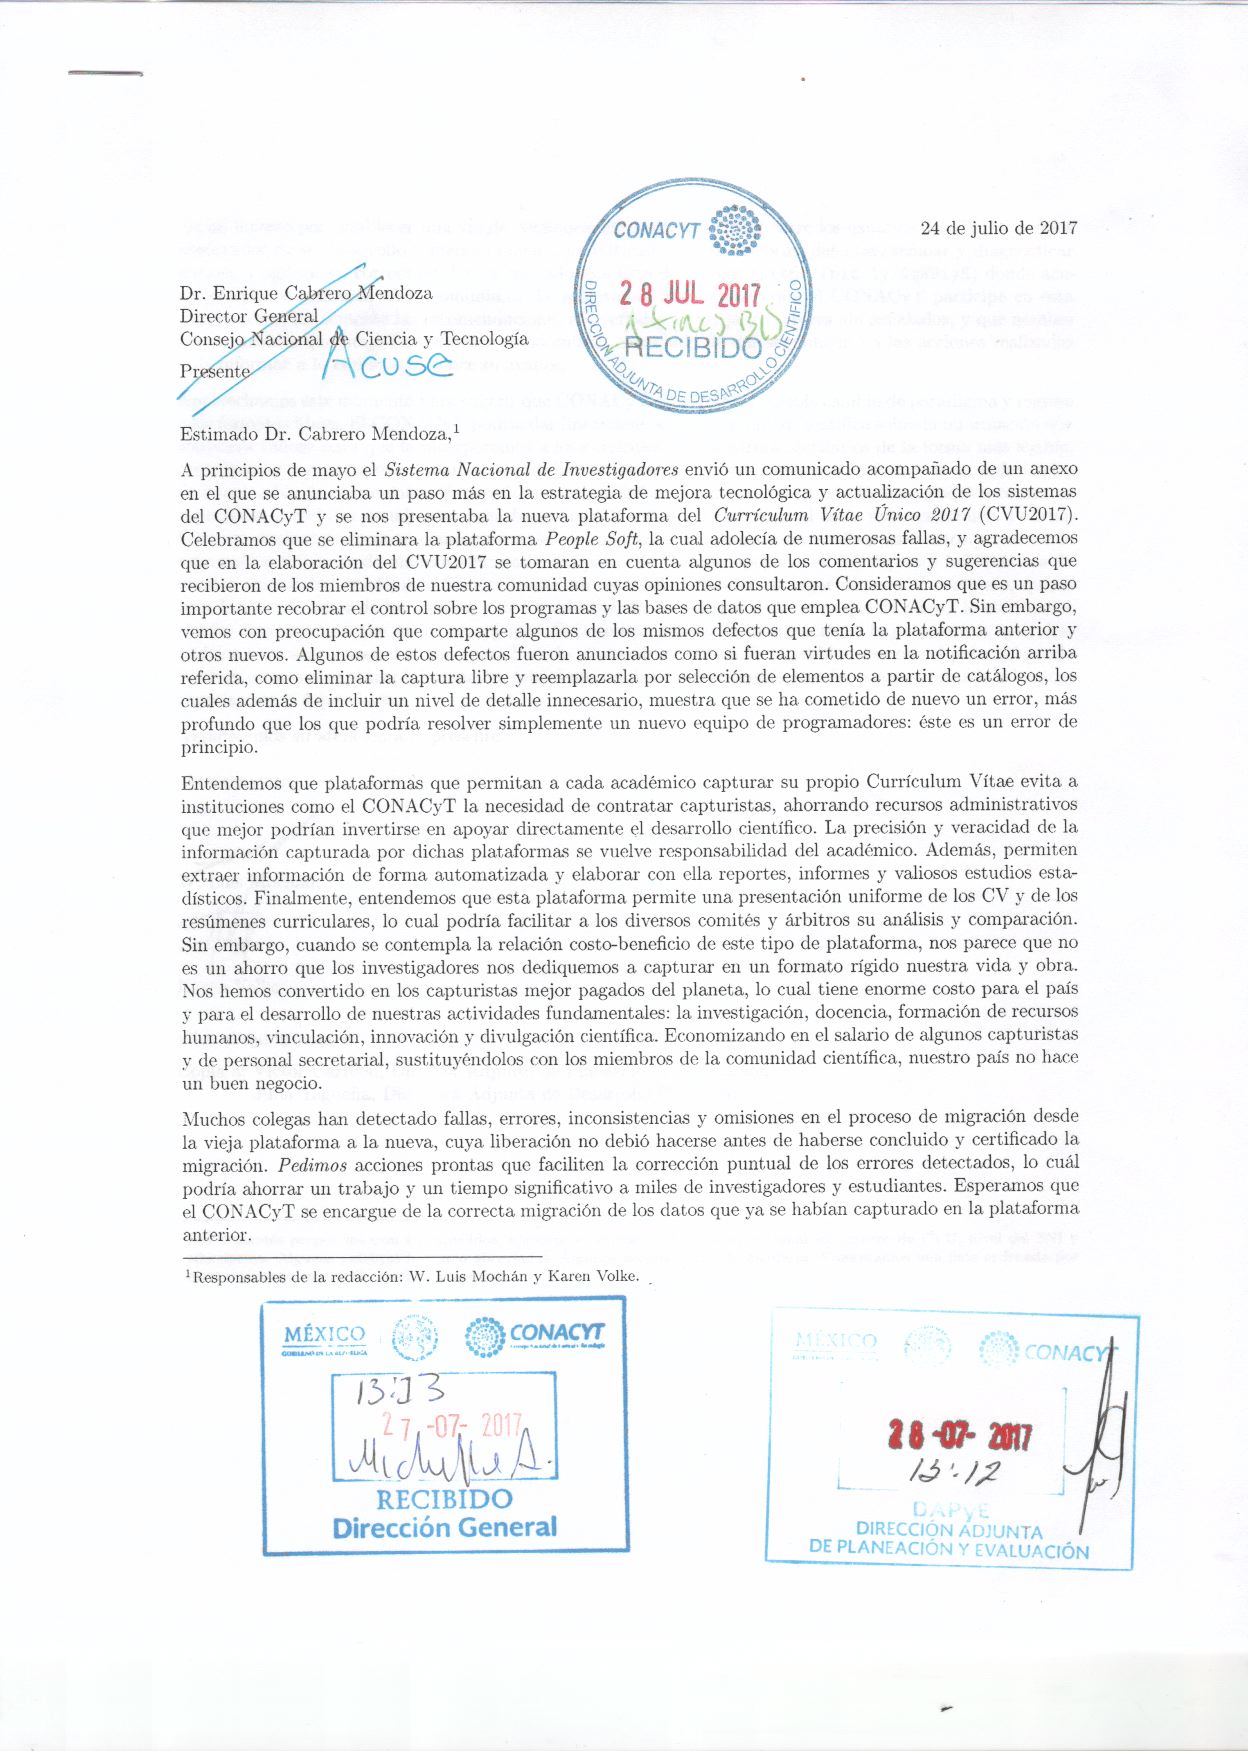 CONACYT
24 de julio de 2017
28 JUL 2017
RECIBIDO
DIRECCION ADJUNTA DE DESARROLLO CIENTIFICO
Dr. Enrique Cabrero Mendoza
Director General
Consejo Nacional de Ciencia y Tecnología
Presente
Acuse
Estimado Dr. Cabrero Mendoza,1
A principios de mayo el Sistema Nacional de Investigadores envió un comunicado acompañado de un anexo
en el que se anunciaba un paso más en la estrategia de mejora tecnológica y actualización de los sistemas
del CONACyT y se nos presentaba la nueva plataforma del Currículum Vítae Único 2017 (CVU2017).
Celebramos que se eliminara la plataforma People Soft, la cual adolecía de numerosas fallas, y agradecemos
que en la elaboración del CVU2017 se tomaran en cuenta algunos de los comentarios y sugerencias que
recibieron de los miembros de nuestra comunidad cuyas opiniones consultaron. Consideramos que es un paso
importante recobrar el control sobre los programas y las bases de datos que emplea CONACyT. Sin embargo,
vemos con preocupación que comparte algunos de los mismos defectos que tenía la plataforma anterior y
otros nuevos. Algunos de estos defectos fueron anunciados como si fueran virtudes en la notificación arriba
referida, como eliminar la captura libre y reemplazarla por selección de elementos a partir de catálogos, los
cuales además de incluir un nivel de detalle innecesario, muestra que se ha cometido de nuevo un error, más
profundo que los que podría resolver simplemente un nuevo equipo de programadores: éste es un error de
principio.
Entendemos que plataformas que permitan a cada académico capturar su propio Currículum Vítae evita a
instituciones como el CONACyT la necesidad de contratar capturistas, ahorrando recursos administrativos
que mejor podrían invertirse en apoyar directamente el desarrollo científico. La precisión y veracidad de la
información capturada por dichas plataformas se vuelve responsabilidad del académico. Además, permiten
extraer información de forma automatizada y elaborar con ella reportes, informes y valiosos estudios esta-
dísticos. Finalmente, entendemos que esta plataforma permite una presentación uniforme de los CV y de los
resúmenes curriculares, lo cual podría facilitar a los diversos comités y árbitros su análisis y comparación.
Sin embargo, cuando se contempla la relación costo-beneficio de este tipo de plataforma, nos parece que no
es un ahorro que los investigadores nos dediquemos a capturar en un formato rígido nuestra vida y obra.
Nos hemos convertido en los capturistas mejor pagados del planeta, lo cual tiene enorme costo para el país
y para el desarrollo de nuestras actividades fundamentales: la investigación, docencia, formación de recursos
humanos, vinculación, innovación y divulgación científica. Economizando en el salario de algunos capturistas
y de personal secretarial, sustituyéndolos con los miembros de la comunidad científica, nuestro país no hace
un buen negocio.
Muchos colegas han detectado fallas, errores, inconsistencias y omisiones en el proceso de migración desde
la vieja plataforma a la nueva, cuya liberación no debió hacerse antes de haberse concluido y certificado la
migración. Pedimos acciones prontas que faciliten la corrección puntual de los errores detectados, lo cuál
podría ahorrar un trabajo y un tiempo significativo a miles de investigadores y estudiantes. Esperamos que
el CONACyT se encargue de la correcta migración de los datos que ya se habían capturado en la plataforma
anterior.
1Responsables de la redacción: W. Luis Mochán y Karen Volke.
MÉXICO CONACYT
GOBIERNO DE LA REPÚBLICA
13:13
27 -07- 2017
Michelle A.
RECIBIDO
Dirección General
MÉXICO CONACYT
28 -07- 2017
13:12
DAPyE
DIRECCIÓN ADJUNTA
DE PLANEACIÓN Y EVALUACIÓN